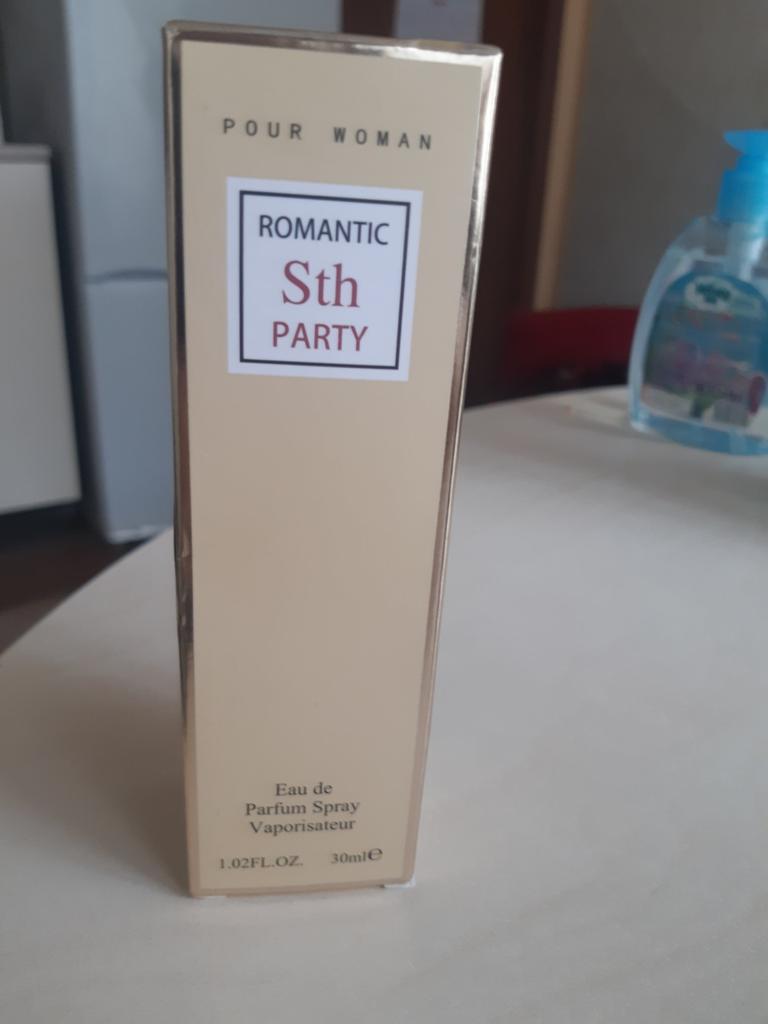 POUR WOMAN
ROMANTIC
Sth
PARTY
Eau de
Parfum Spray
Vaporisateur
1.02FL.OZ. 30ml℮